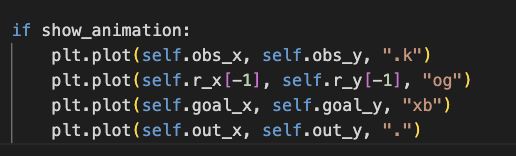 if show_animation:
    plt.plot(self.obs_x, self.obs_y, ".k")
    plt.plot(self.r_x[-1], self.r_y[-1], "og")
    plt.plot(self.goal_x, self.goal_y, "xb")
    plt.plot(self.out_x, self.out_y, ".")